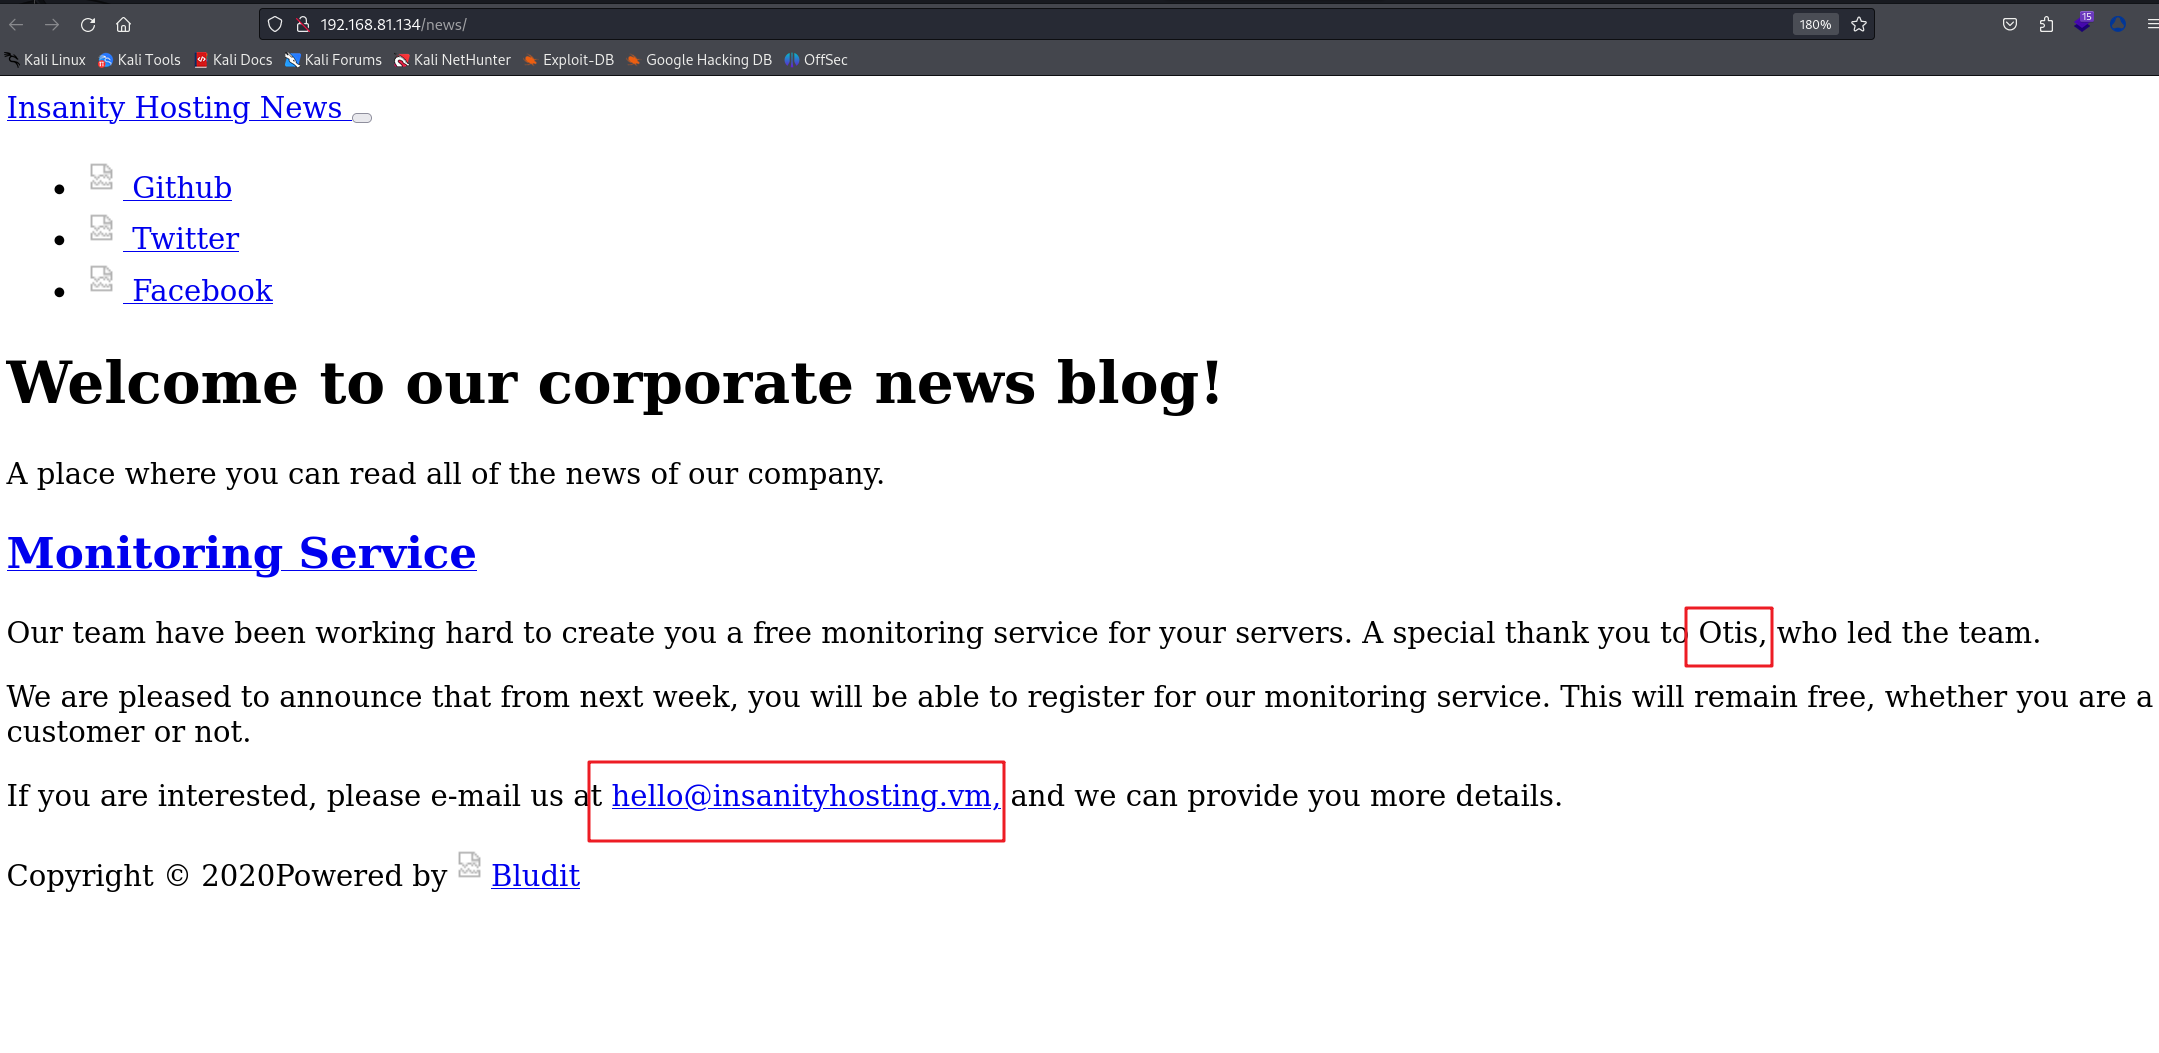 192.168.81.134/news/
180%
15
Kali Linux Kali Tools Kali Docs Kali Forums Kali NetHunter Exploit-DB Google Hacking DB OffSec
Insanity Hosting News
Github
Twitter
Facebook
Welcome to our corporate news blog!
A place where you can read all of the news of our company.
Monitoring Service
Our team have been working hard to create you a free monitoring service for your servers. A special thank you to Otis, who led the team.
We are pleased to announce that from next week, you will be able to register for our monitoring service. This will remain free, whether you are a
customer or not.
If you are interested, please e-mail us at hello@insanityhosting.vm, and we can provide you more details.
Copyright © 2020Powered by Bludit